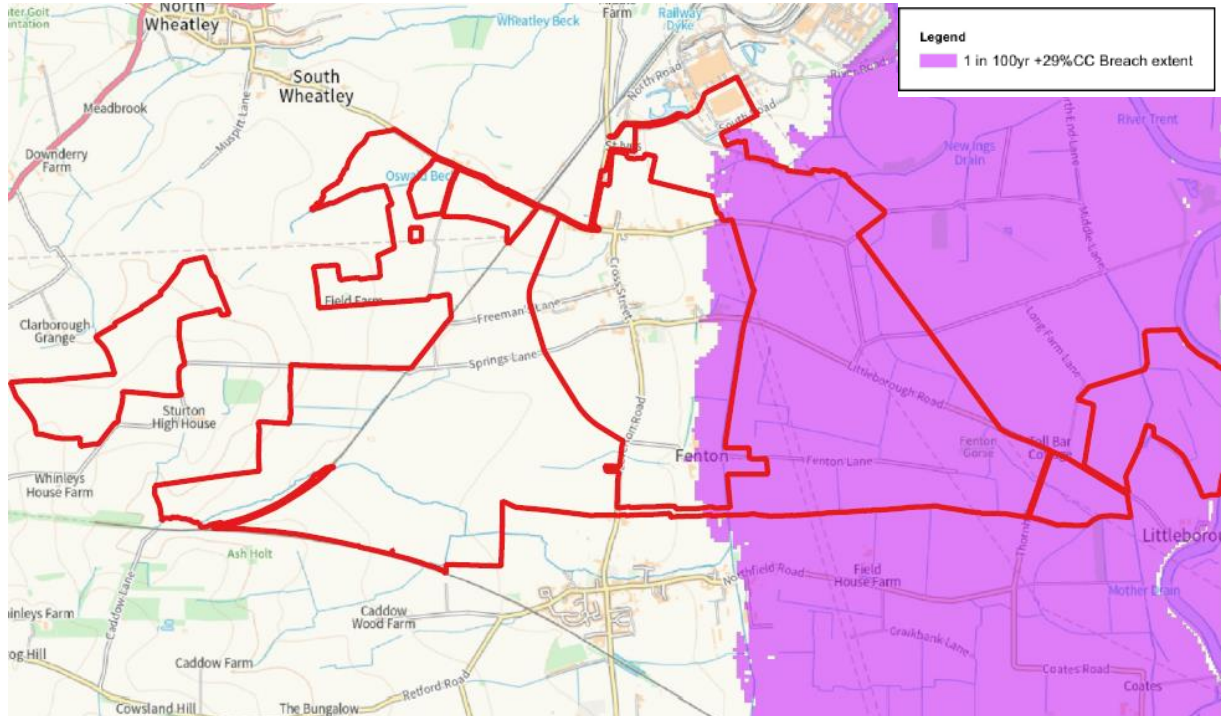 Legend
1 in 100yr +29%CC Breach extent
North
Wheatley
Wheatley Beck
Farm
Railway
Dyke
South
Wheatley
North Road
South Road
River Road
Meadbrook
Muspitt Lane
Downderry
Farm
Oswald Beck
New Ings
Drain
North End Lane
River Trent
Middle Lane
Cross Street
Field Farm
Freeman's Lane
Clarborough
Grange
Springs Lane
Long Farm Lane
Littleborough Road
Sturton
High House
Fenton
Fenton Lane
Fenton
Gorse
Toll Bar
Whinleys
House Farm
Ash Holt
Caddow Lane
Northfield Road
Field
House Farm
Littleborou
Mother Drain
Caddow
Wood Farm
Craikbank Lane
Caddow Farm
Retford Road
Coates Road
Coates
Cowsland Hill
The Bungalow